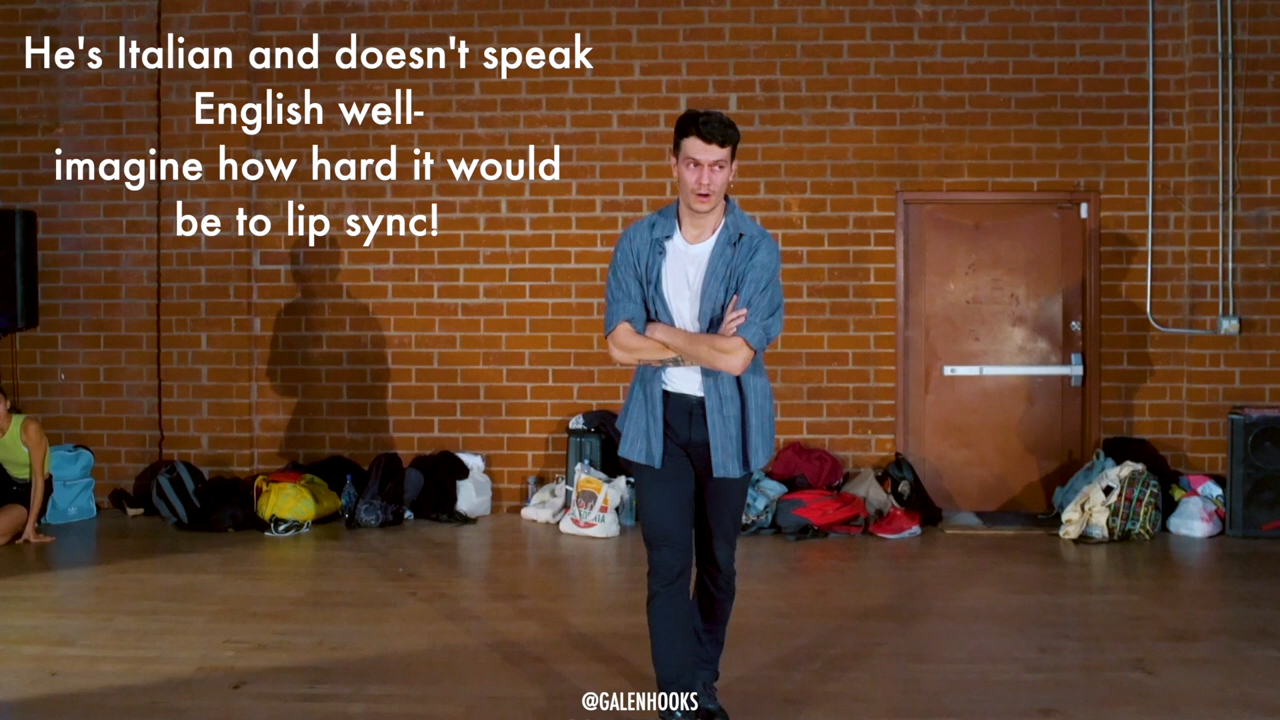 He's Italian and doesn't speak
English well-
imagine how hard it would
be to lip sync!
@GALENHOOKS